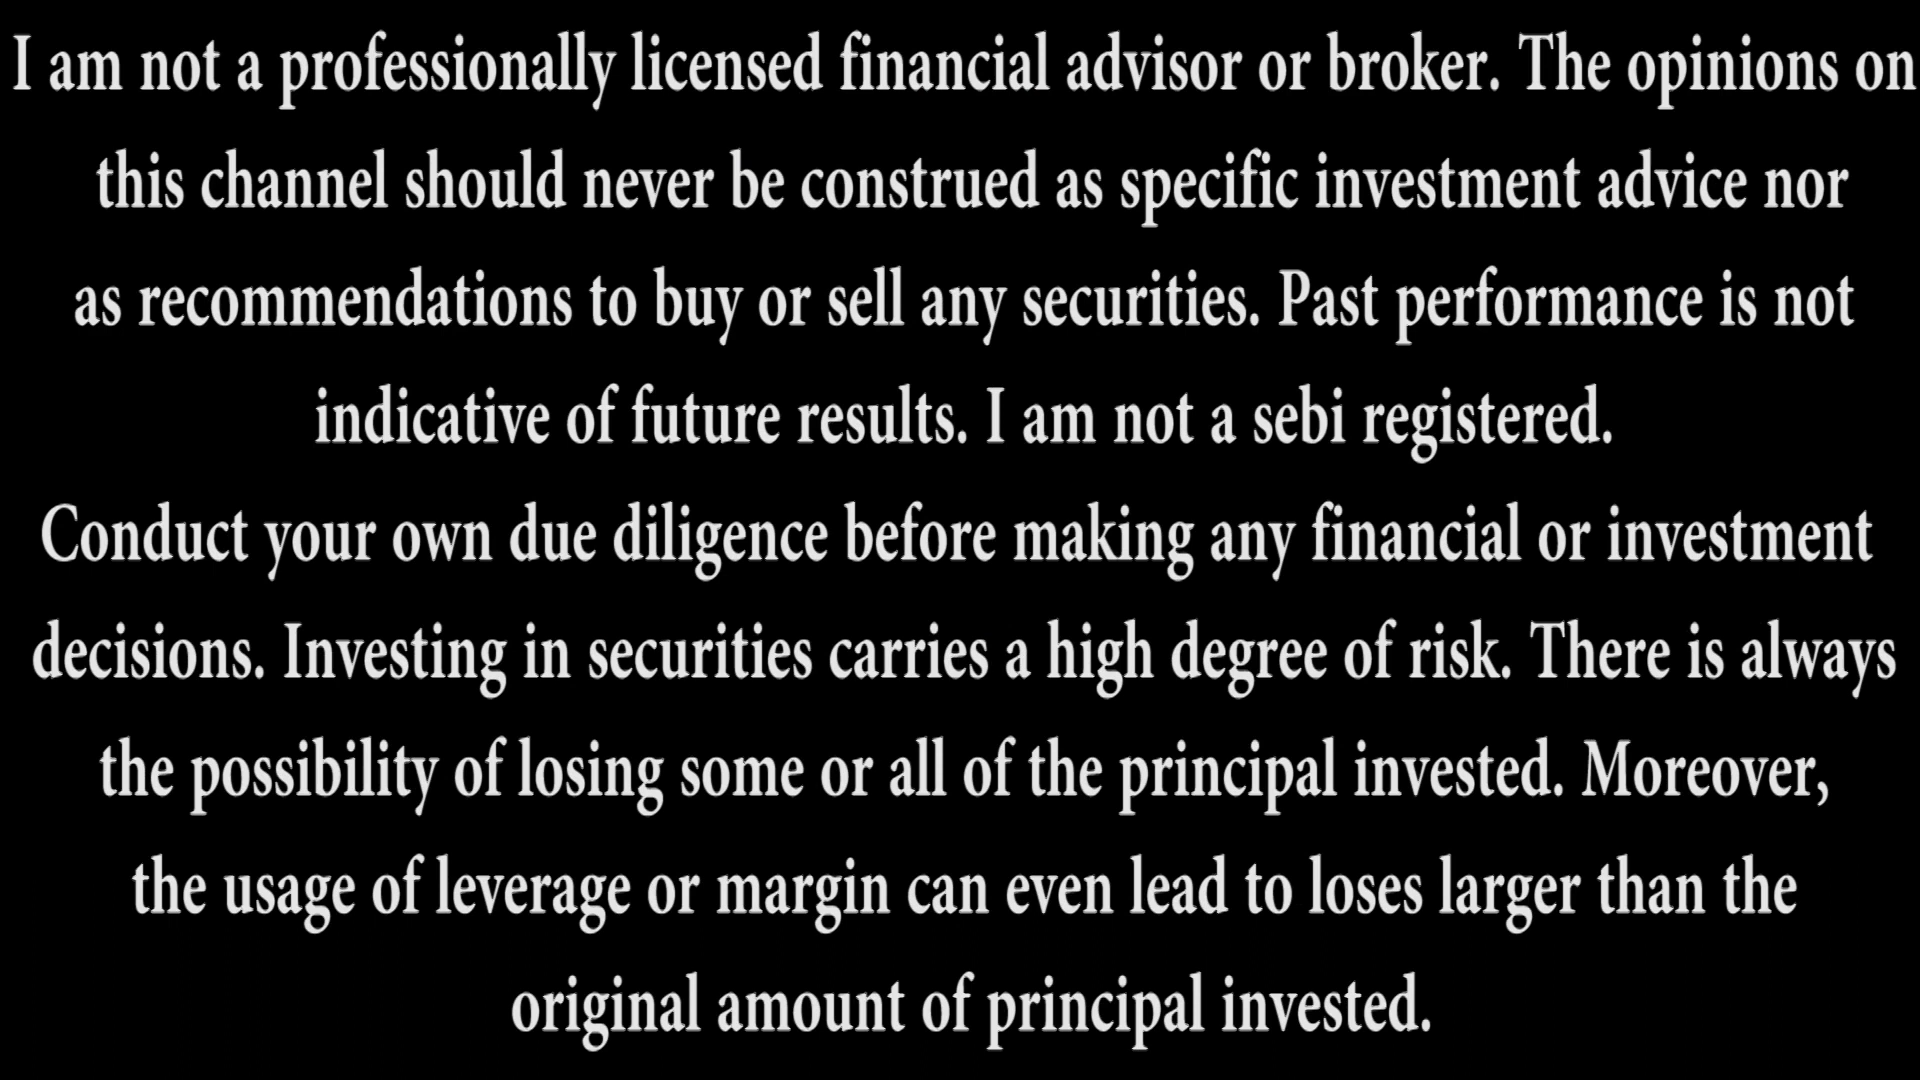 I am not a professionally licensed financial advisor or broker. The opinions on
this channel should never be construed as specific investment advice nor
as recommendations to buy or sell any securities. Past performance is not
indicative of future results. I am not a sebi registered.
Conduct your own due diligence before making any financial or investment
decisions. Investing in securities carries a high degree of risk. There is always
the possibility of losing some or all of the principal invested. Moreover,
the usage of leverage or margin can even lead to loses larger than the
original amount of principal invested.